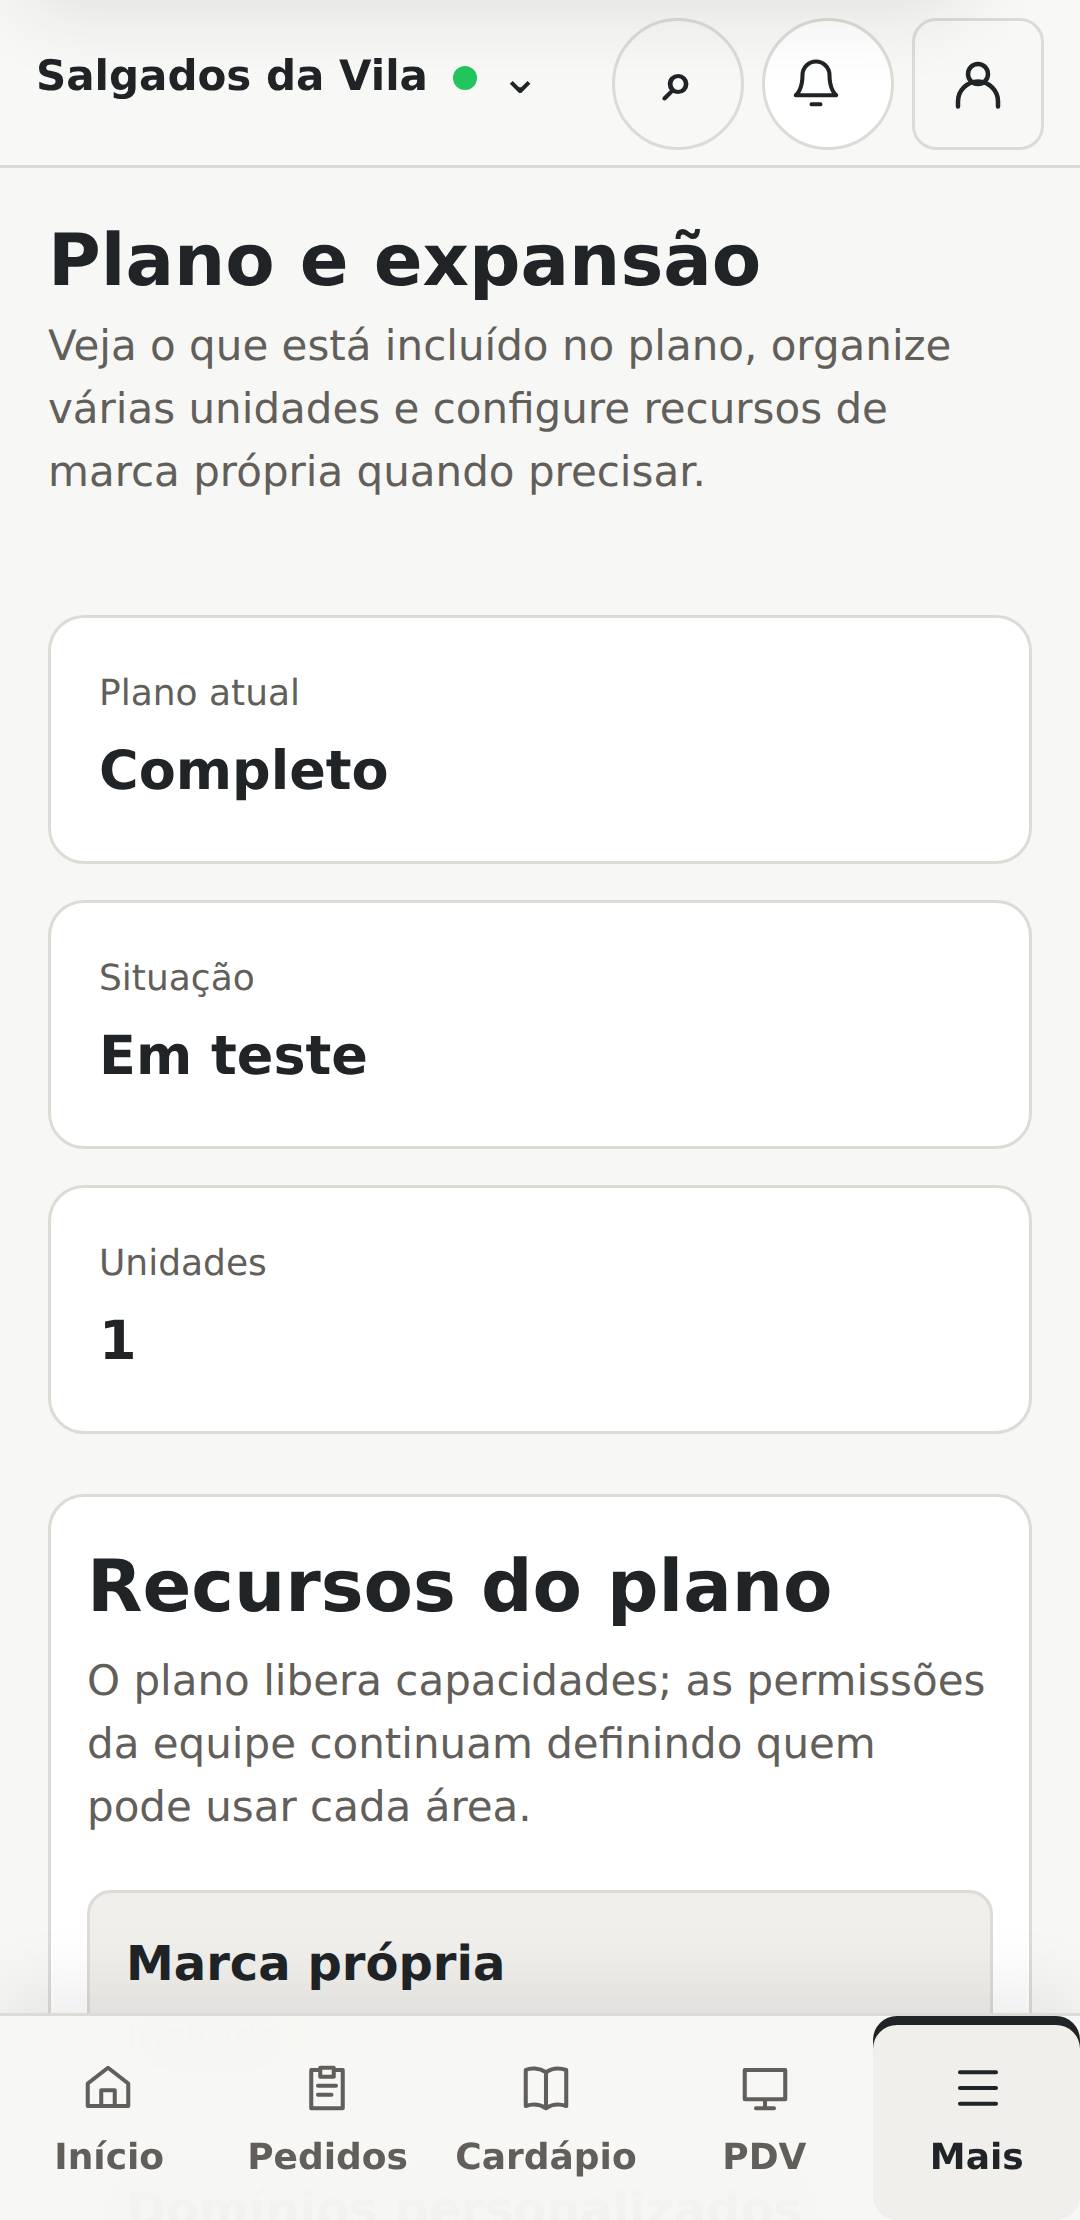 Salgados da Vila
Plano e expansão
Veja o que está incluído no plano, organize
várias unidades e configure recursos de
marca própria quando precisar.
Plano atual
Completo
Situação
Em teste
Unidades
1
Recursos do plano
O plano libera capacidades; as permissões
da equipe continuam definindo quem
pode usar cada área.
Marca própria
Início
Pedidos
Cardápio
PDV
Mais
Domínios personalizados